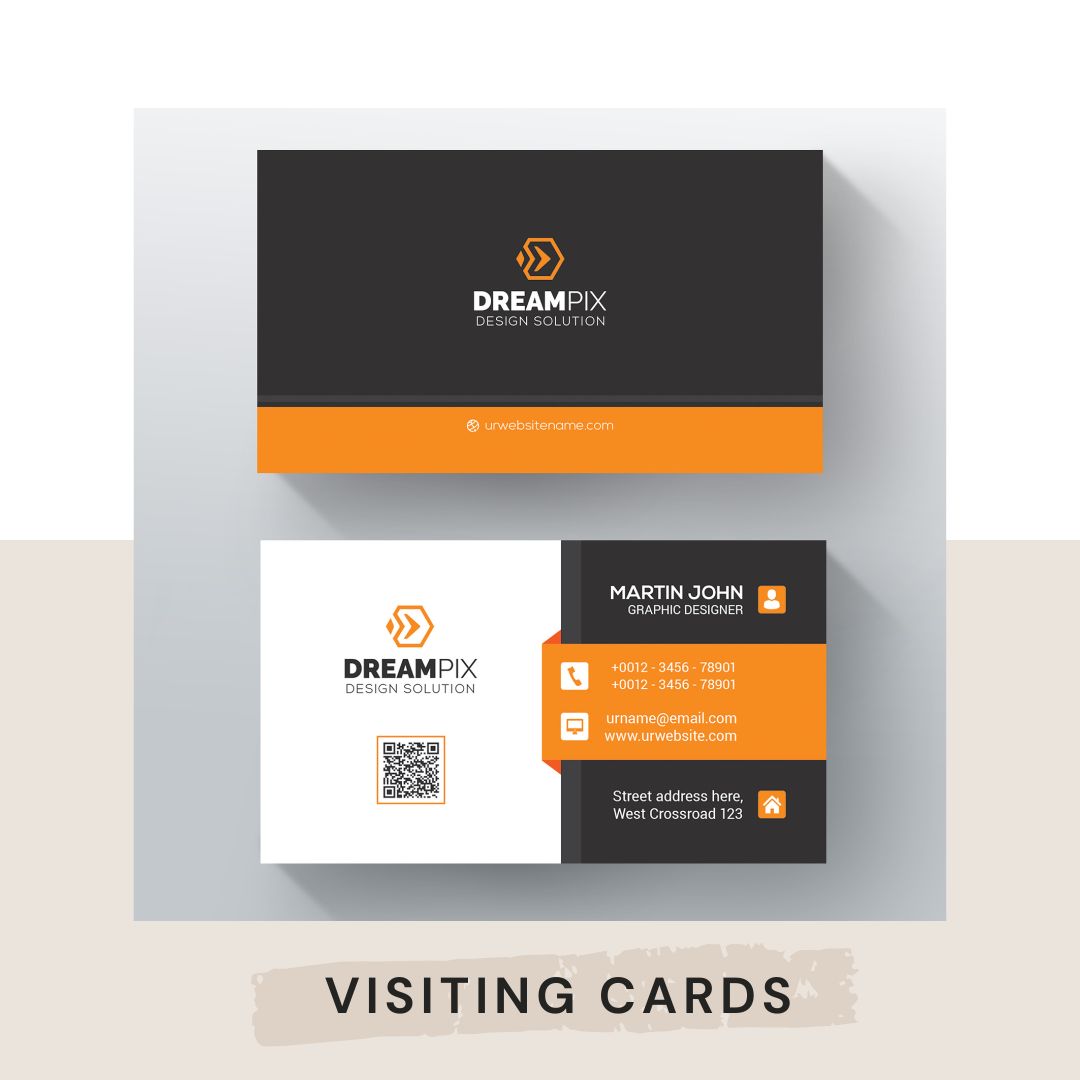 DREAMPIX
DESIGN SOLUTION
urwebsitename.com
DREAMPIX
DESIGN SOLUTION
MARTIN JOHN
GRAPHIC DESIGNER
+0012 - 3456 - 78901
+0012 - 3456 - 78901
urname@email.com
www.urwebsite.com
Street address here,
West Crossroad 123
VISITING CARDS